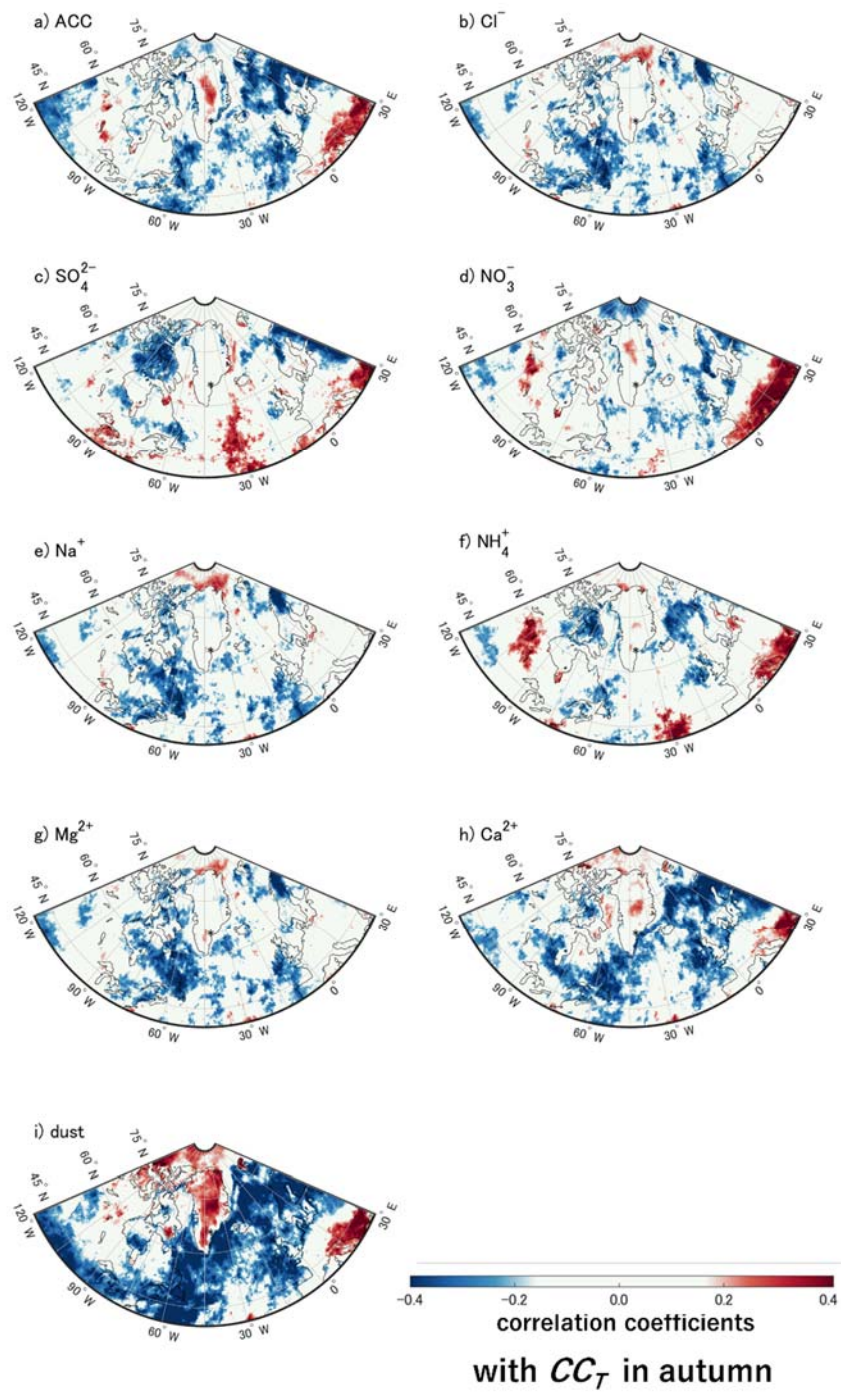 a) ACC
b) Cl⁻
75° N
60° N
45° N
120° W
90° W
60° W
30° W
0°
30° E
75° N
60° N
45° N
120° W
90° W
60° W
30° W
0°
30° E
c) SO₄²⁻
d) NO₃⁻
75° N
60° N
45° N
120° W
90° W
60° W
30° W
0°
30° E
75° N
60° N
45° N
120° W
90° W
60° W
30° W
0°
30° E
e) Na⁺
f) NH₄⁺
75° N
60° N
45° N
120° W
90° W
60° W
30° W
0°
30° E
75° N
60° N
45° N
120° W
90° W
60° W
30° W
0°
30° E
g) Mg²⁺
h) Ca²⁺
75° N
60° N
45° N
120° W
90° W
60° W
30° W
0°
30° E
75° N
60° N
45° N
120° W
90° W
60° W
30° W
0°
30° E
i) dust
75° N
60° N
45° N
120° W
90° W
60° W
30° W
0°
30° E
−0.4 −0.2 0.0 0.2 0.4
correlation coefficients
with CC_T in autumn